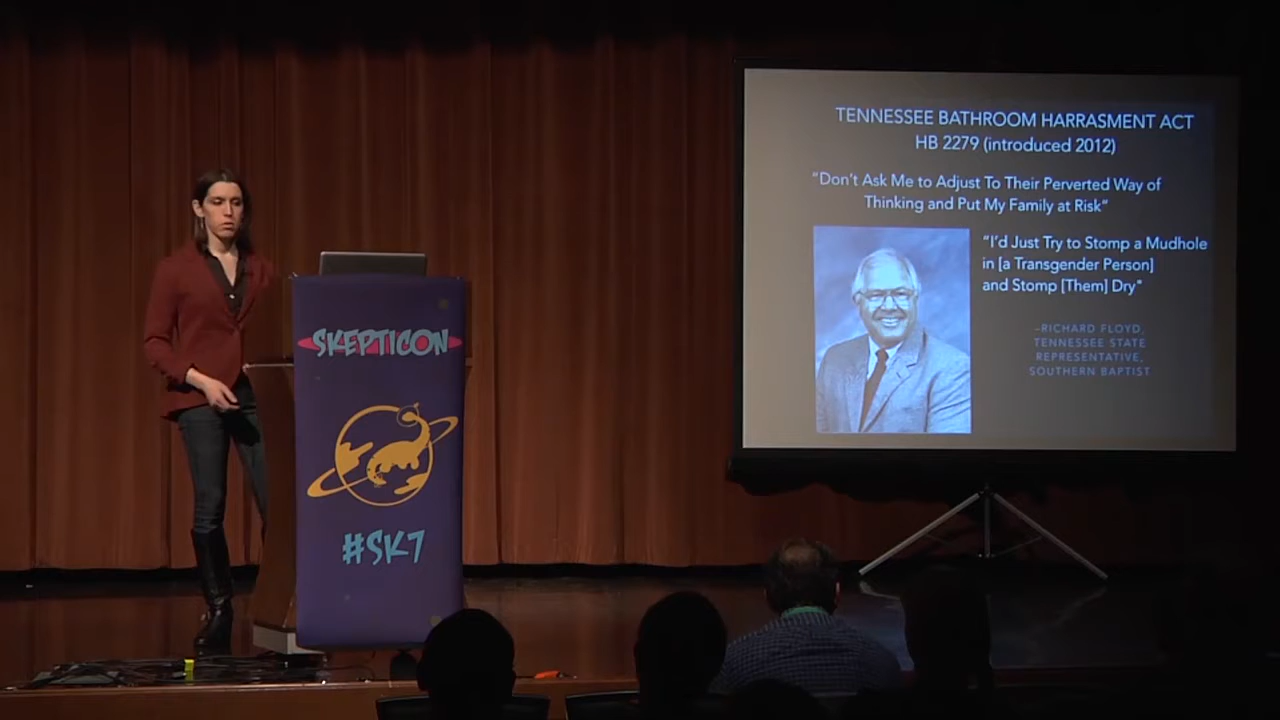 TENNESSEE BATHROOM HARRASMENT ACT
HB 2279 (introduced 2012)
“Don’t Ask Me to Adjust To Their Perverted Way of
Thinking and Put My Family at Risk”
“I’d Just Try to Stomp a Mudhole
in [a Transgender Person]
and Stomp [Them] Dry”
–RICHARD FLOYD,
TENNESSEE STATE
REPRESENTATIVE,
SOUTHERN BAPTIST
SKEPTICON
#SK7